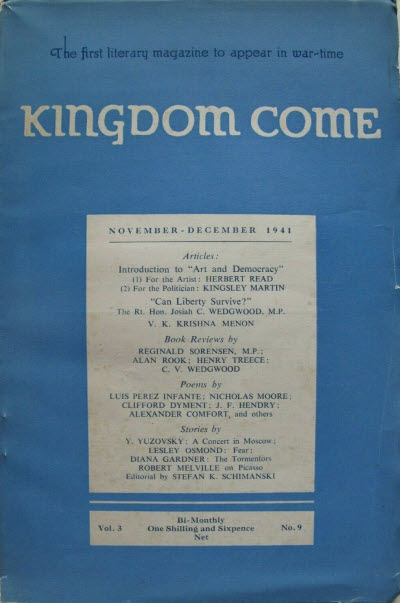 The first literary magazine to appear in war-time
KINGDOM COME
NOVEMBER-DECEMBER 1941
Articles:
Introduction to "Art and Democracy"
(1) For the Artist: HERBERT READ
(2) For the Politician: KINGSLEY MARTIN
"Can Liberty Survive?"
The Rt. Hon. Josiah C. WEDGWOOD, M.P.
V. K. KRISHNA MENON
Book Reviews by
REGINALD SORENSEN, M.P.;
ALAN ROOK; HENRY TREECE;
C. V. WEDGWOOD
Poems by
LUIS PEREZ INFANTE; NICHOLAS MOORE;
CLIFFORD DYMENT; J. F. HENDRY;
ALEXANDER COMFORT, and others
Stories by
Y. YUZOVSKY: A Concert in Moscow;
LESLEY OSMOND: Fear;
DIANA GARDNER: The Tormentors
ROBERT MELVILLE on Picasso
Editorial by STEFAN K. SCHIMANSKI
Bi-Monthly
Vol. 3 One Shilling and Sixpence No. 9
Net